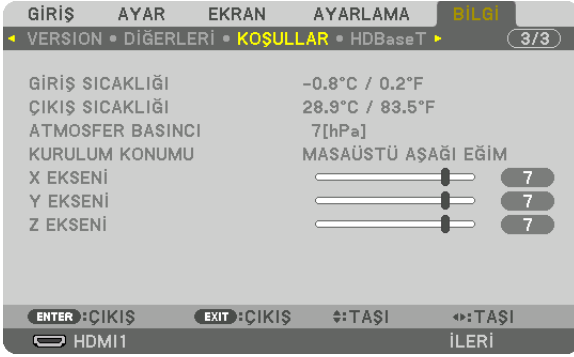 GİRİŞ AYAR EKRAN AYARLAMA BİLGİ
VERSION • DİĞERLERİ • KOŞULLAR • HDBaseT 3/3
GİRİŞ SICAKLIĞI -0.8°C / 0.2°F
ÇIKIŞ SICAKLIĞI 28.9°C / 83.5°F
ATMOSFER BASINCI 7[hPa]
KURULUM KONUMU MASAÜSTÜ AŞAĞI EĞİM
X EKSENİ 7
Y EKSENİ 7
Z EKSENİ 7
ENTER :ÇIKIŞ EXIT :ÇIKIŞ :TAŞI :TAŞI
HDMI1 İLERİ